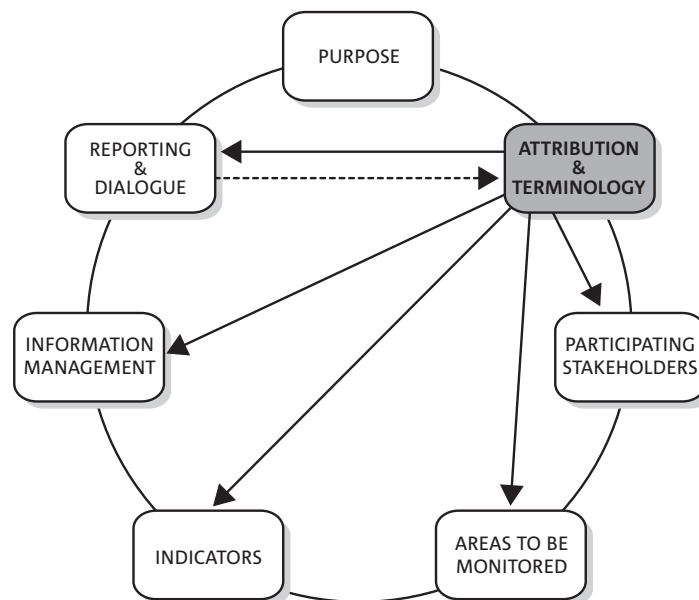 PURPOSE
REPORTING
&
DIALOGUE
ATTRIBUTION
&
TERMINOLOGY
INFORMATION
MANAGEMENT
PARTICIPATING
STAKEHOLDERS
INDICATORS
AREAS TO BE
MONITORED